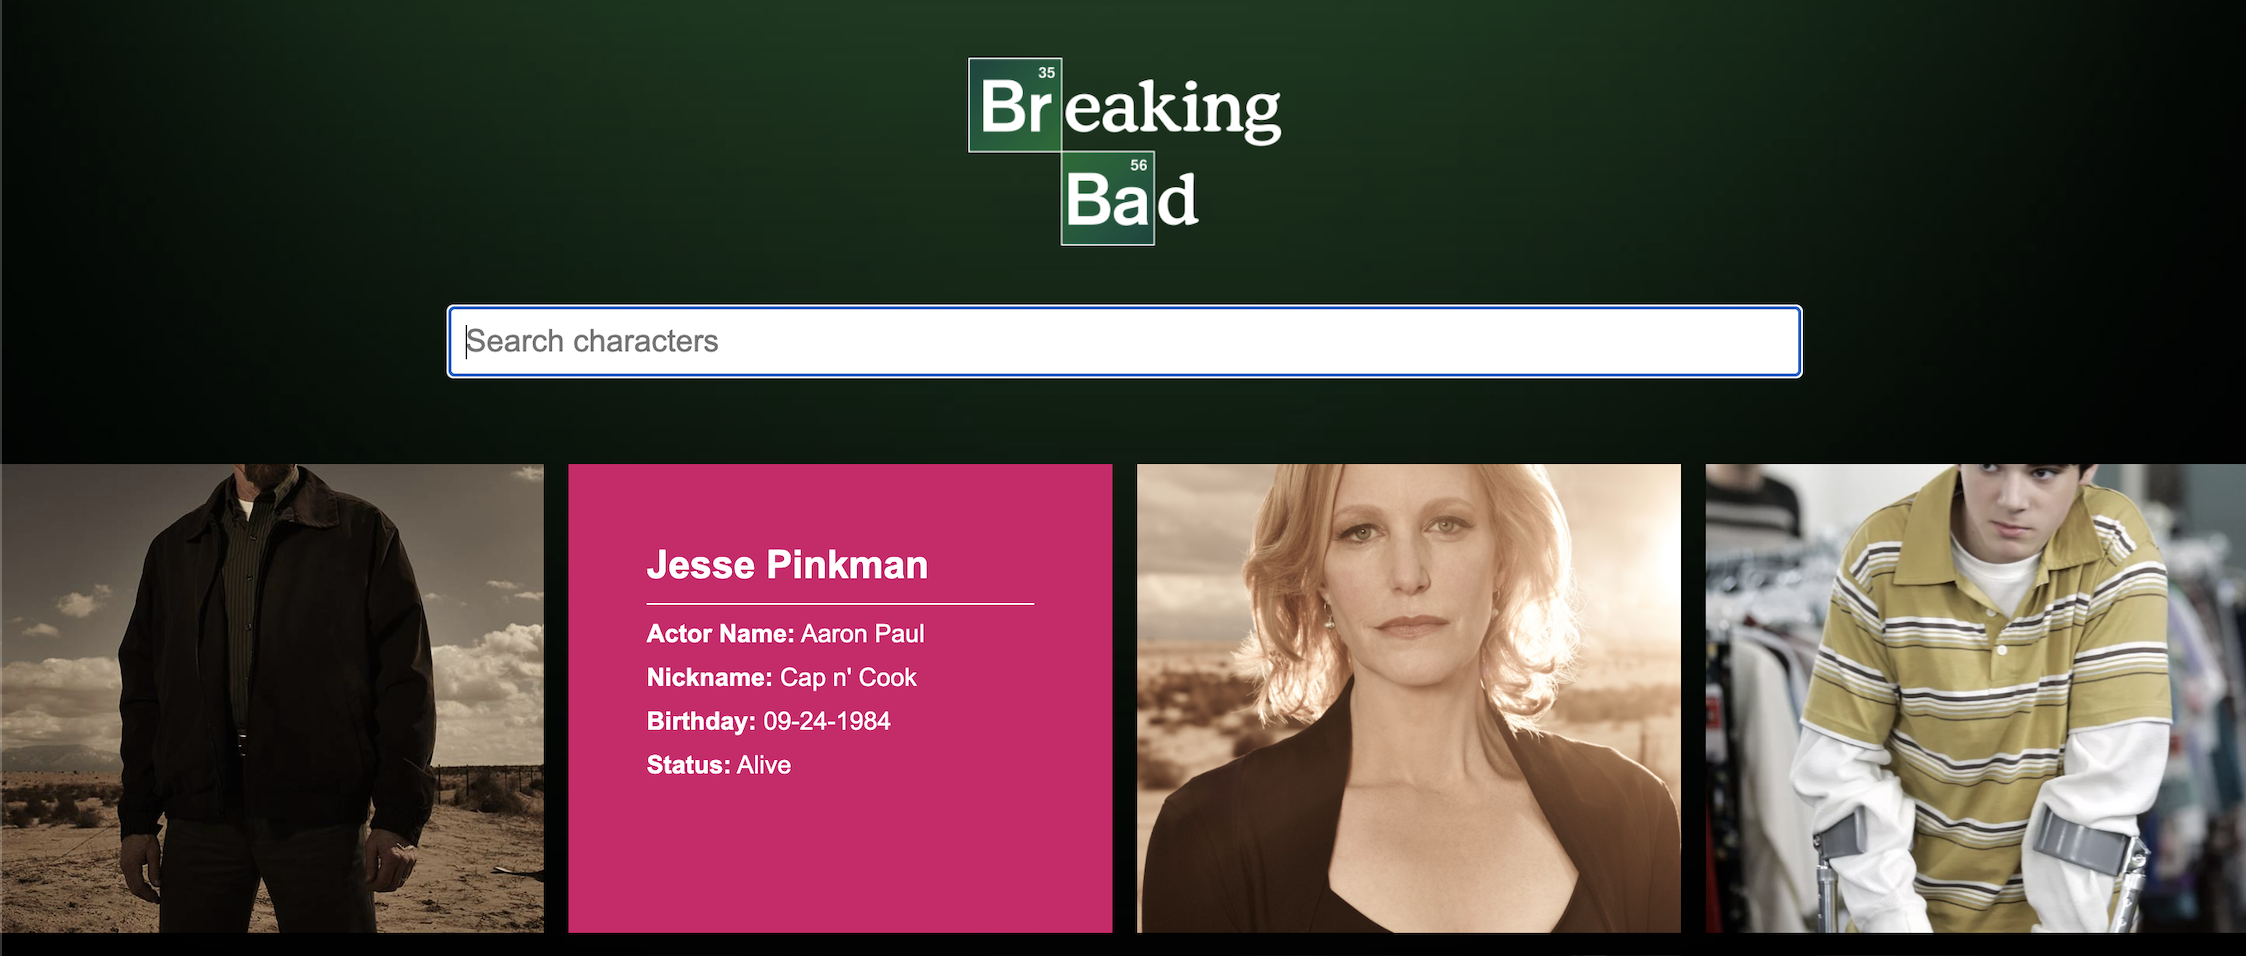 35
Breaking
56
Bad
Search characters
Jesse Pinkman
Actor Name: Aaron Paul
Nickname: Cap n' Cook
Birthday: 09-24-1984
Status: Alive